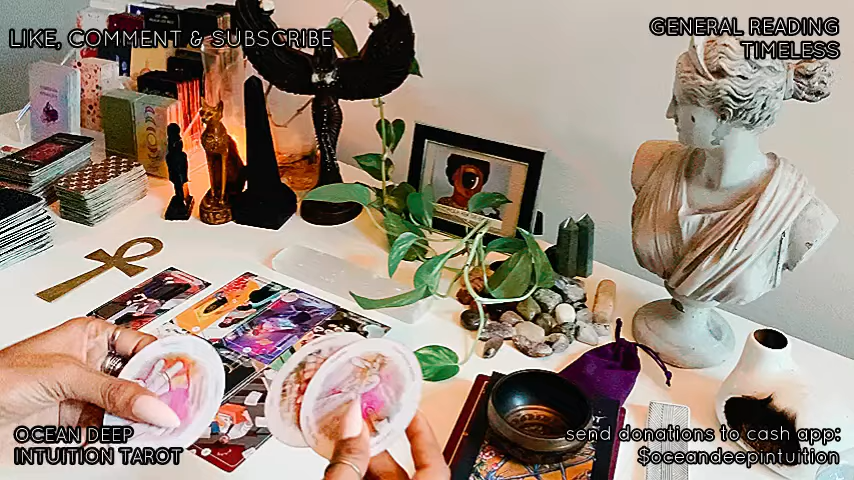 LIKE, COMMENT & SUBSCRIBE
GENERAL READING
TIMELESS
OCEAN DEEP
INTUITION TAROT
send donations to cash app:
$oceandeepintuition